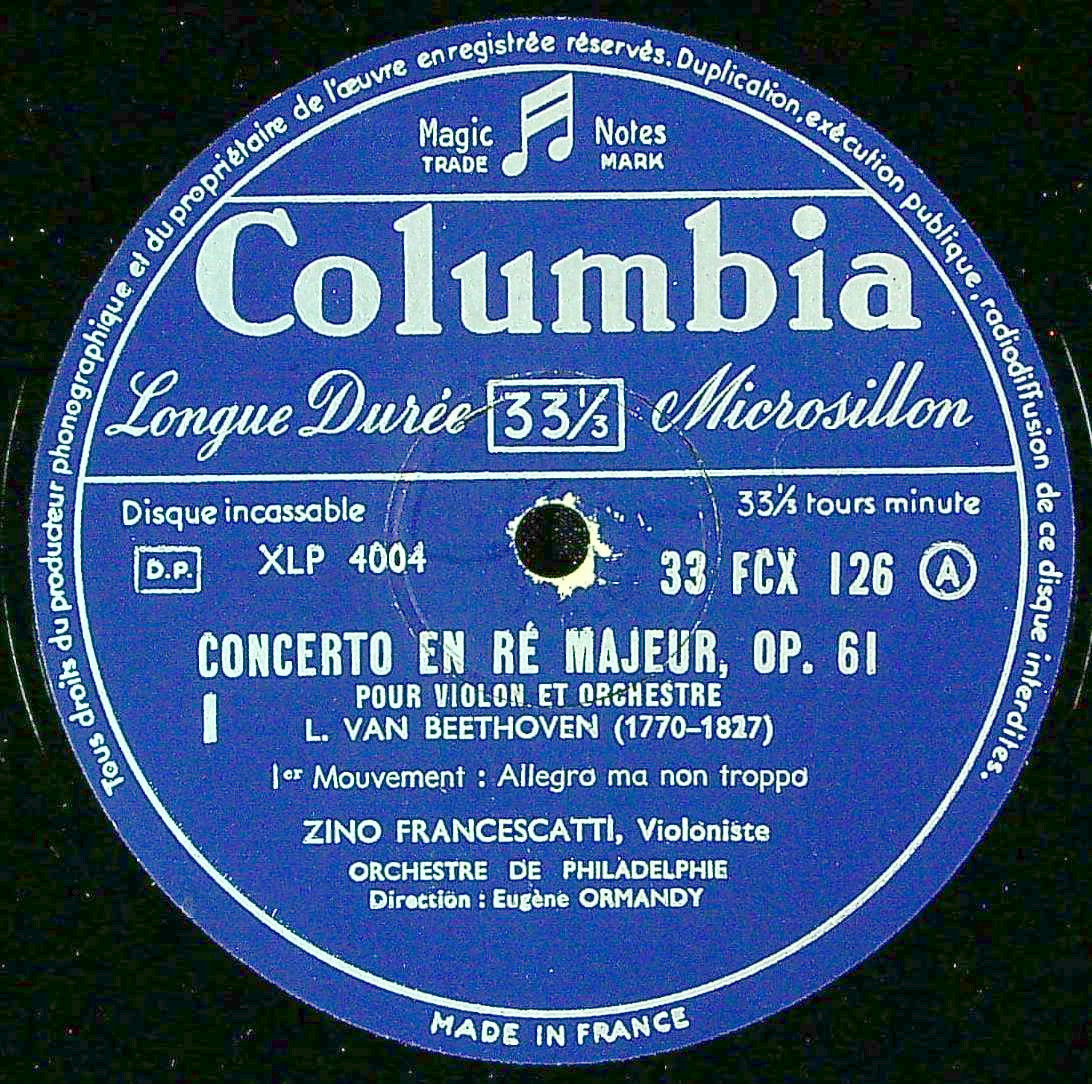 Tous droits du producteur phonographique et du propriétaire de l'œuvre enregistrée réservés. Duplication, exécution publique, radiodiffusion de ce disque interdites.
Magic Notes
TRADE MARK
Columbia
Longue Durée 33⅓ Microsillon
Disque incassable 33⅓ tours minute
D.P. XLP 4004 33 FCX 126 A
CONCERTO EN RÉ MAJEUR, OP. 61
POUR VIOLON ET ORCHESTRE
I
L. VAN BEETHOVEN (1770-1827)
1er Mouvement : Allegro ma non troppo
ZINO FRANCESCATTI, Violoniste
ORCHESTRE DE PHILADELPHIE
Direction : Eugène ORMANDY
MADE IN FRANCE